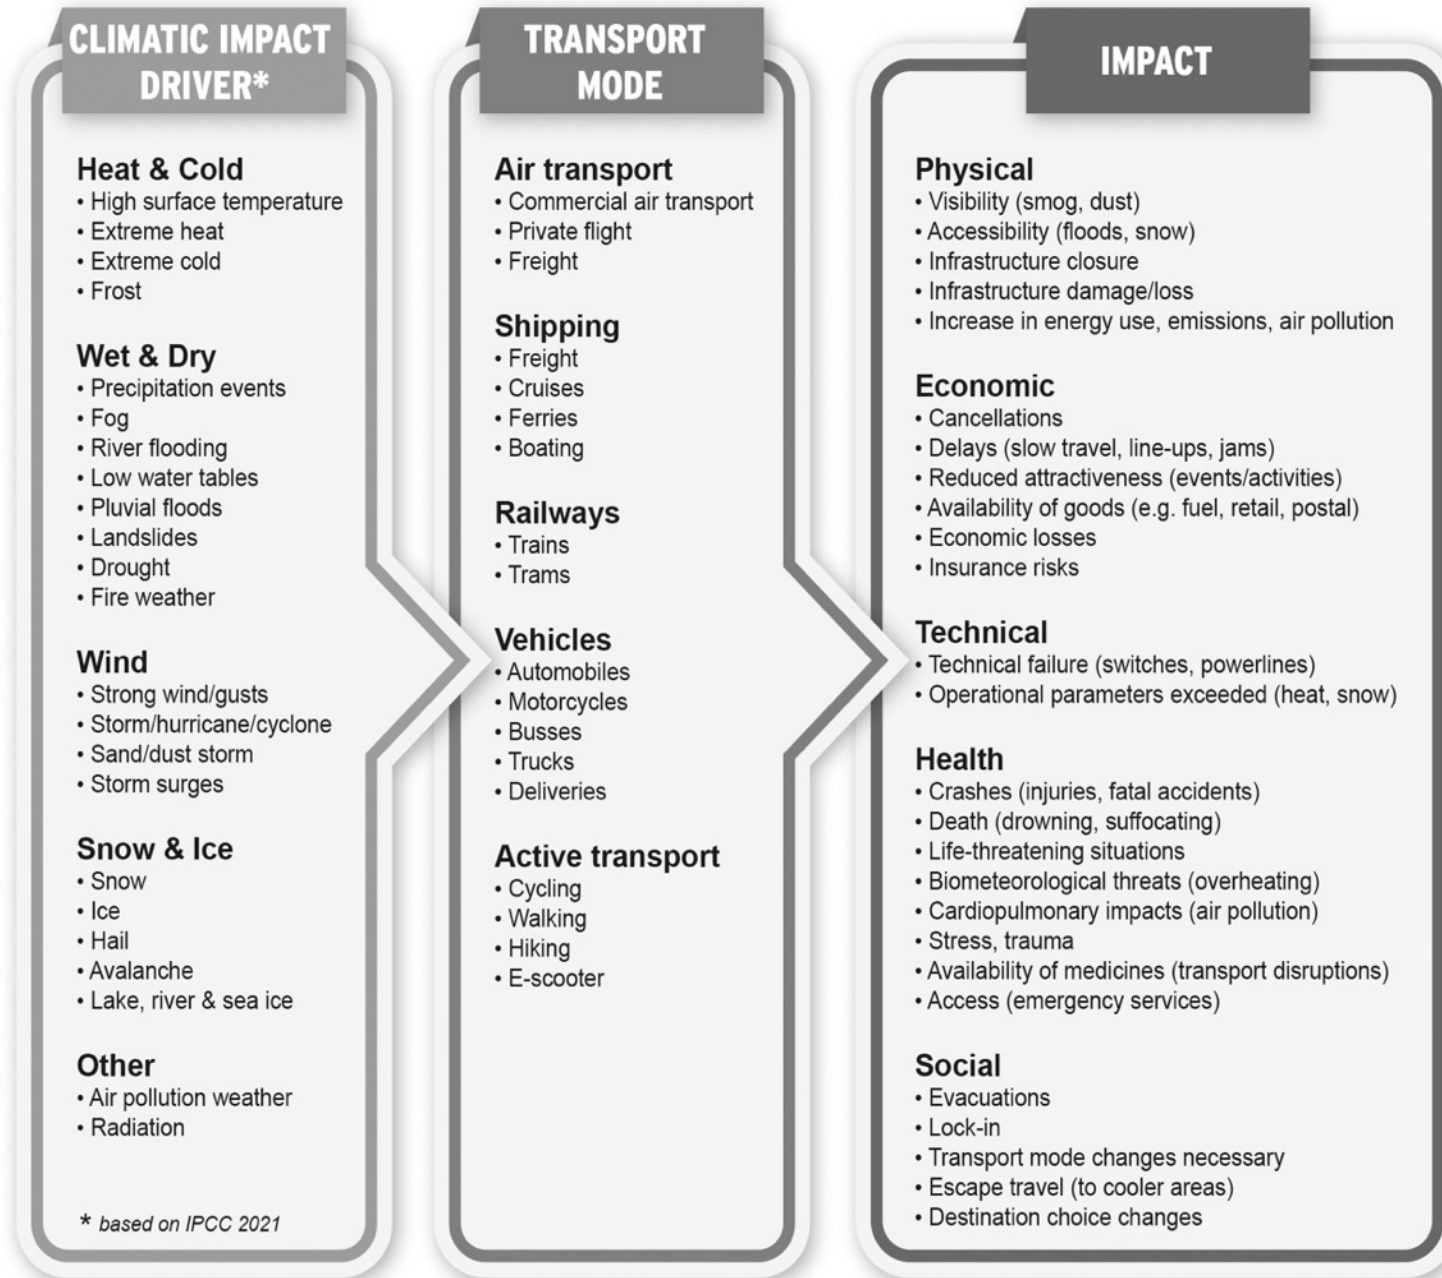 CLIMATIC IMPACT
DRIVER*
Heat & Cold
• High surface temperature
• Extreme heat
• Extreme cold
• Frost
Wet & Dry
• Precipitation events
• Fog
• River flooding
• Low water tables
• Pluvial floods
• Landslides
• Drought
• Fire weather
Wind
• Strong wind/gusts
• Storm/hurricane/cyclone
• Sand/dust storm
• Storm surges
Snow & Ice
• Snow
• Ice
• Hail
• Avalanche
• Lake, river & sea ice
Other
• Air pollution weather
• Radiation
* based on IPCC 2021
TRANSPORT
MODE
Air transport
• Commercial air transport
• Private flight
• Freight
Shipping
• Freight
• Cruises
• Ferries
• Boating
Railways
• Trains
• Trams
Vehicles
• Automobiles
• Motorcycles
• Busses
• Trucks
• Deliveries
Active transport
• Cycling
• Walking
• Hiking
• E-scooter
IMPACT
Physical
• Visibility (smog, dust)
• Accessibility (floods, snow)
• Infrastructure closure
• Infrastructure damage/loss
• Increase in energy use, emissions, air pollution
Economic
• Cancellations
• Delays (slow travel, line-ups, jams)
• Reduced attractiveness (events/activities)
• Availability of goods (e.g. fuel, retail, postal)
• Economic losses
• Insurance risks
Technical
• Technical failure (switches, powerlines)
• Operational parameters exceeded (heat, snow)
Health
• Crashes (injuries, fatal accidents)
• Death (drowning, suffocating)
• Life-threatening situations
• Biometeorological threats (overheating)
• Cardiopulmonary impacts (air pollution)
• Stress, trauma
• Availability of medicines (transport disruptions)
• Access (emergency services)
Social
• Evacuations
• Lock-in
• Transport mode changes necessary
• Escape travel (to cooler areas)
• Destination choice changes